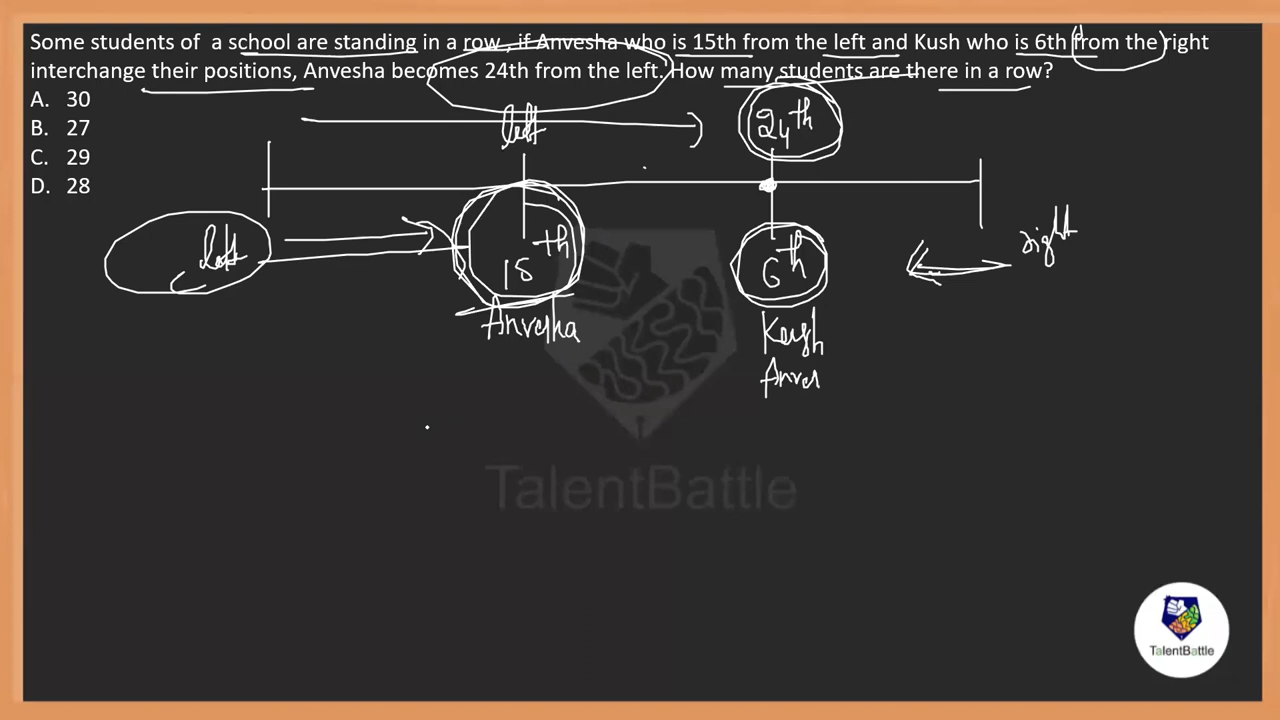 Some students of a school are standing in a row , if Anvesha who is 15th from the left and Kush who is 6th from the right
interchange their positions, Anvesha becomes 24th from the left. How many students are there in a row?
A. 30
B. 27
C. 29
D. 28
left
24th
left
15th
6th
right
Anvesha
Kush
Anves
TalentBattle
TalentBattle